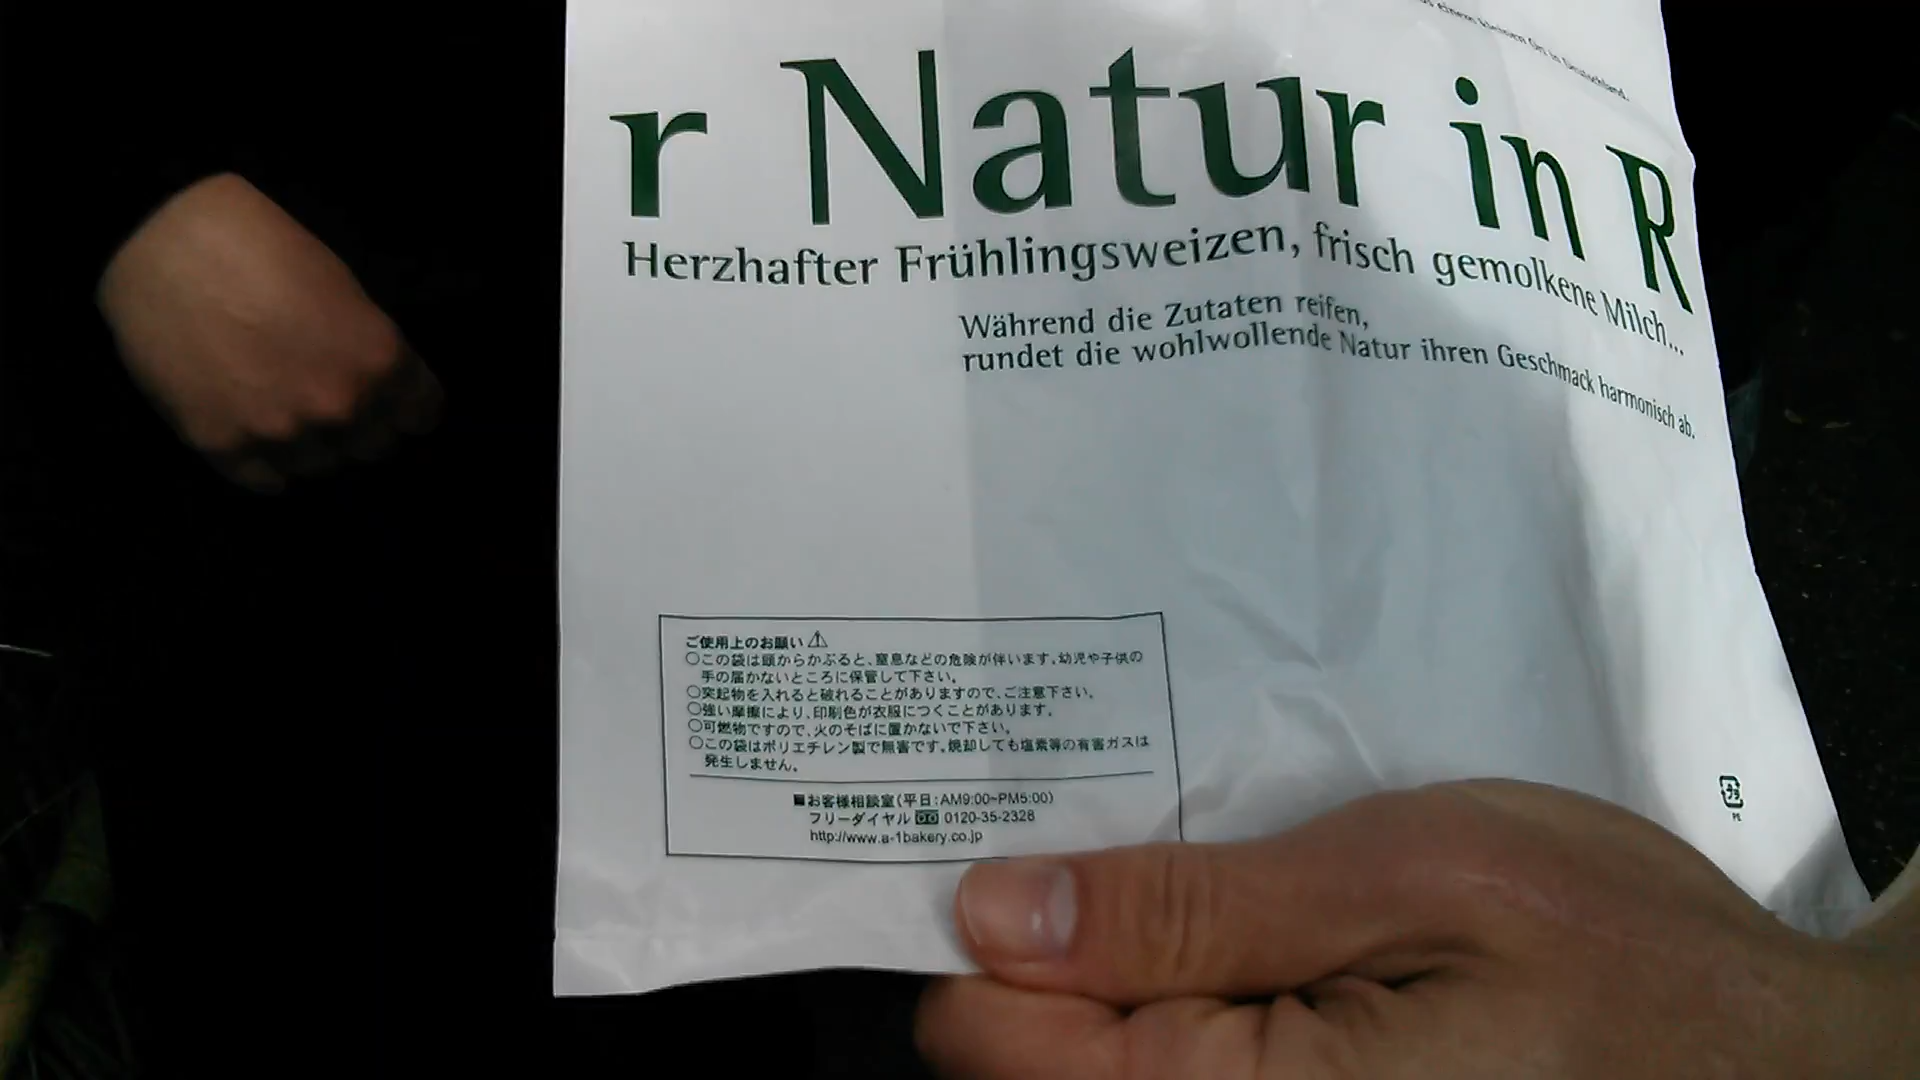 einem kleinen Ort in Deutschland.
r Natur in R
Herzhafter Frühlingsweizen, frisch gemolkene Milch...
Während die Zutaten reifen,
rundet die wohlwollende Natur ihren Geschmack harmonisch ab.
ご使用上のお願い ⚠
○この袋は頭からかぶると、窒息などの危険が伴います。幼児や子供の
手の届かないところに保管して下さい。
○突起物を入れると破れることがありますので、ご注意下さい。
○強い摩擦により、印刷色が衣服につくことがあります。
○可燃物ですので、火のそばに置かないで下さい。
○この袋はポリエチレン製で無害です。焼却しても塩素等の有害ガスは
発生しません。
■お客様相談室(平日:AM9:00~PM5:00)
フリーダイヤル 0120-35-2328
http://www.a-1bakery.co.jp
プラ
PE